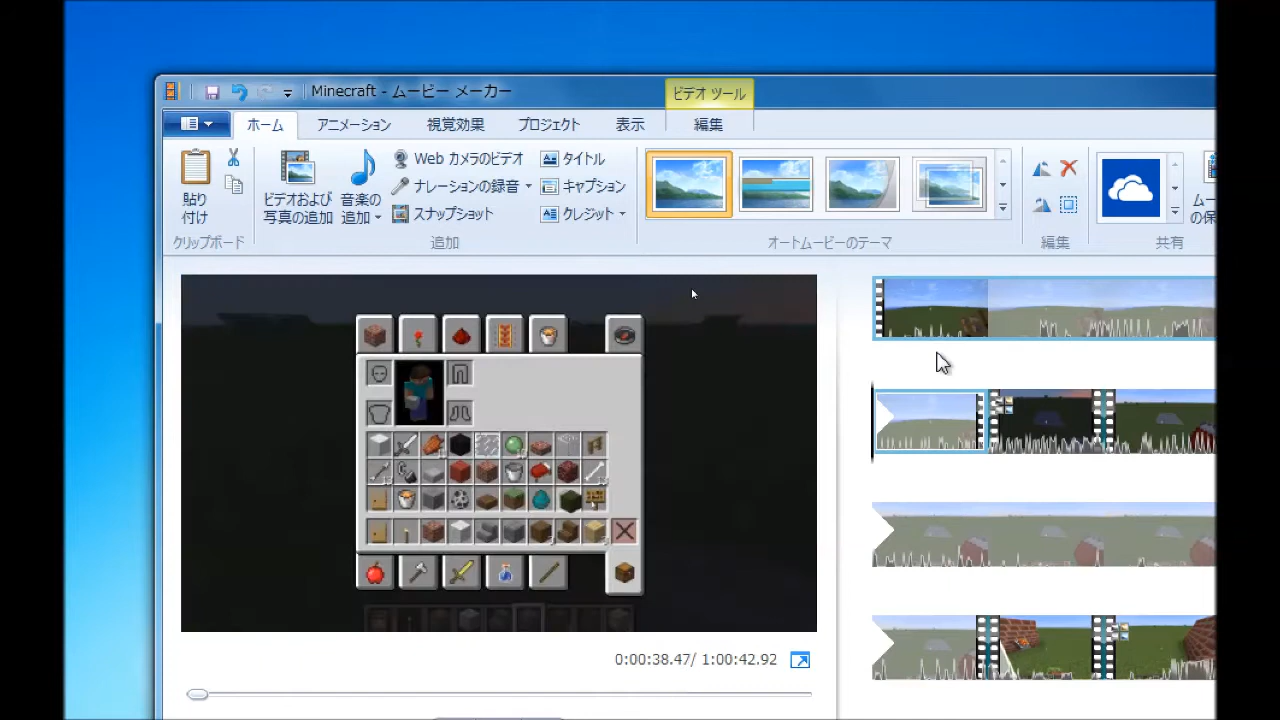 Minecraft - ムービー メーカー
ビデオ ツール
ホーム アニメーション 視覚効果 プロジェクト 表示 編集
貼り
付け
クリップボード
ビデオおよび
写真の追加
音楽の
追加
Web カメラのビデオ
ナレーションの録音
スナップショット
タイトル
キャプション
クレジット
追加
オートムービーのテーマ
編集
ムー
の保
共有
0:00:38.47/ 1:00:42.92